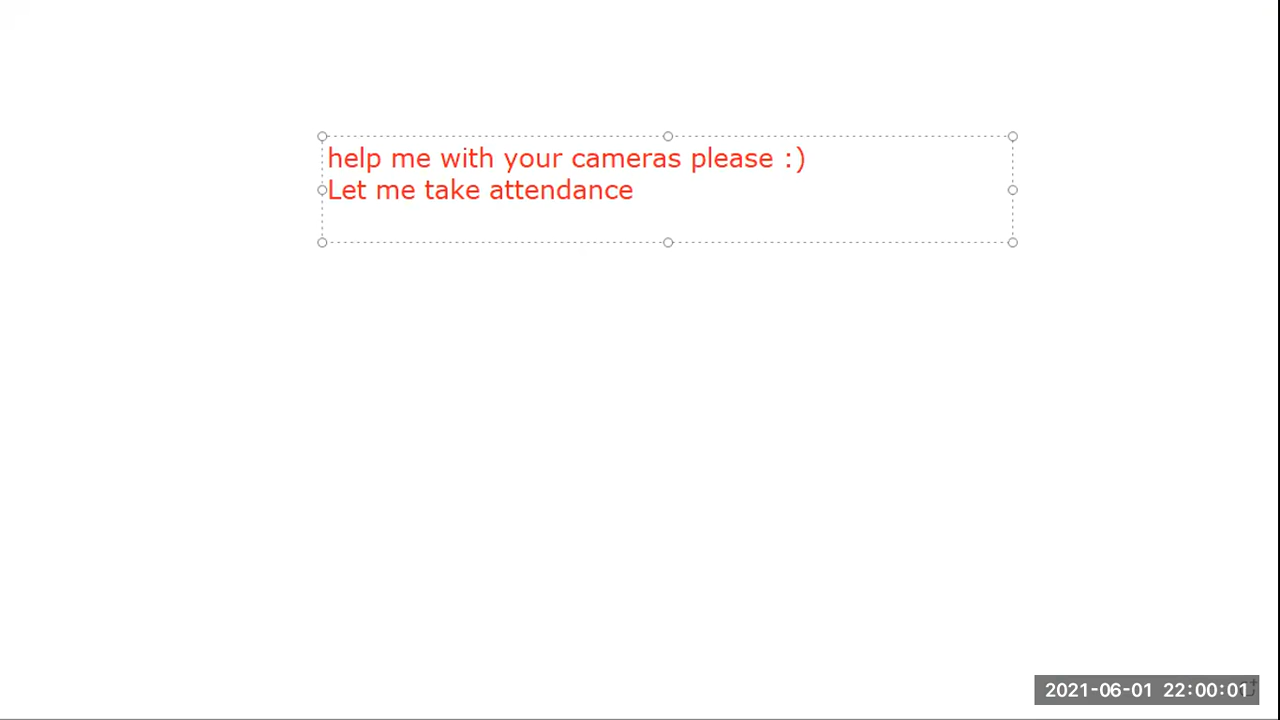 help me with your cameras please :)
Let me take attendance
2021-06-01 22:00:01